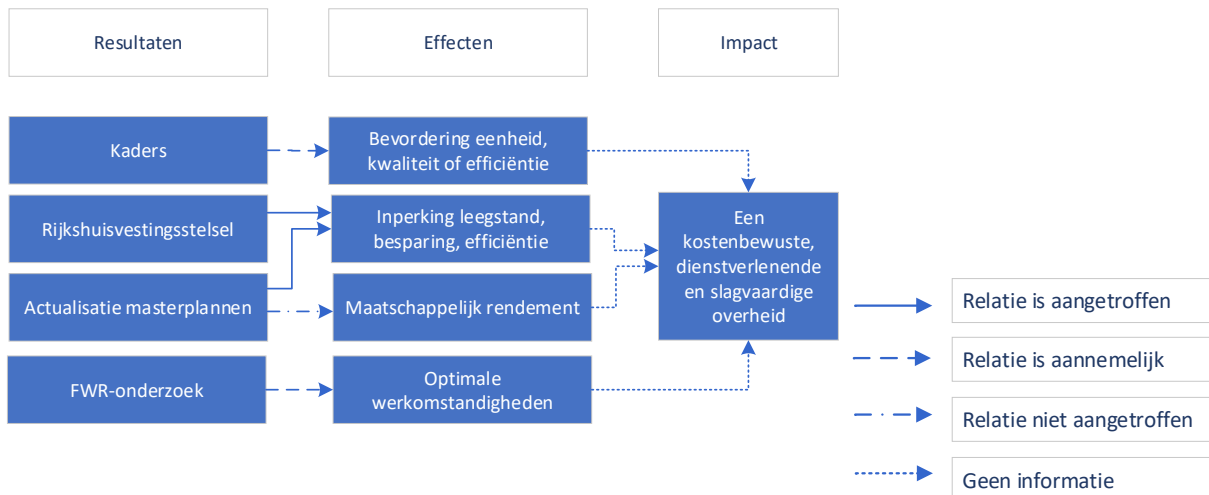 Resultaten
Effecten
Impact
Kaders
Bevordering eenheid,
kwaliteit of efficiëntie
Rijkshuisvestingsstelsel
Inperking leegstand,
besparing, efficiëntie
Een
kostenbewuste,
dienstverlenende
en slagvaardige
overheid
Actualisatie masterplannen
Maatschappelijk rendement
FWR-onderzoek
Optimale
werkomstandigheden
Relatie is aangetroffen
Relatie is aannemelijk
Relatie niet aangetroffen
Geen informatie